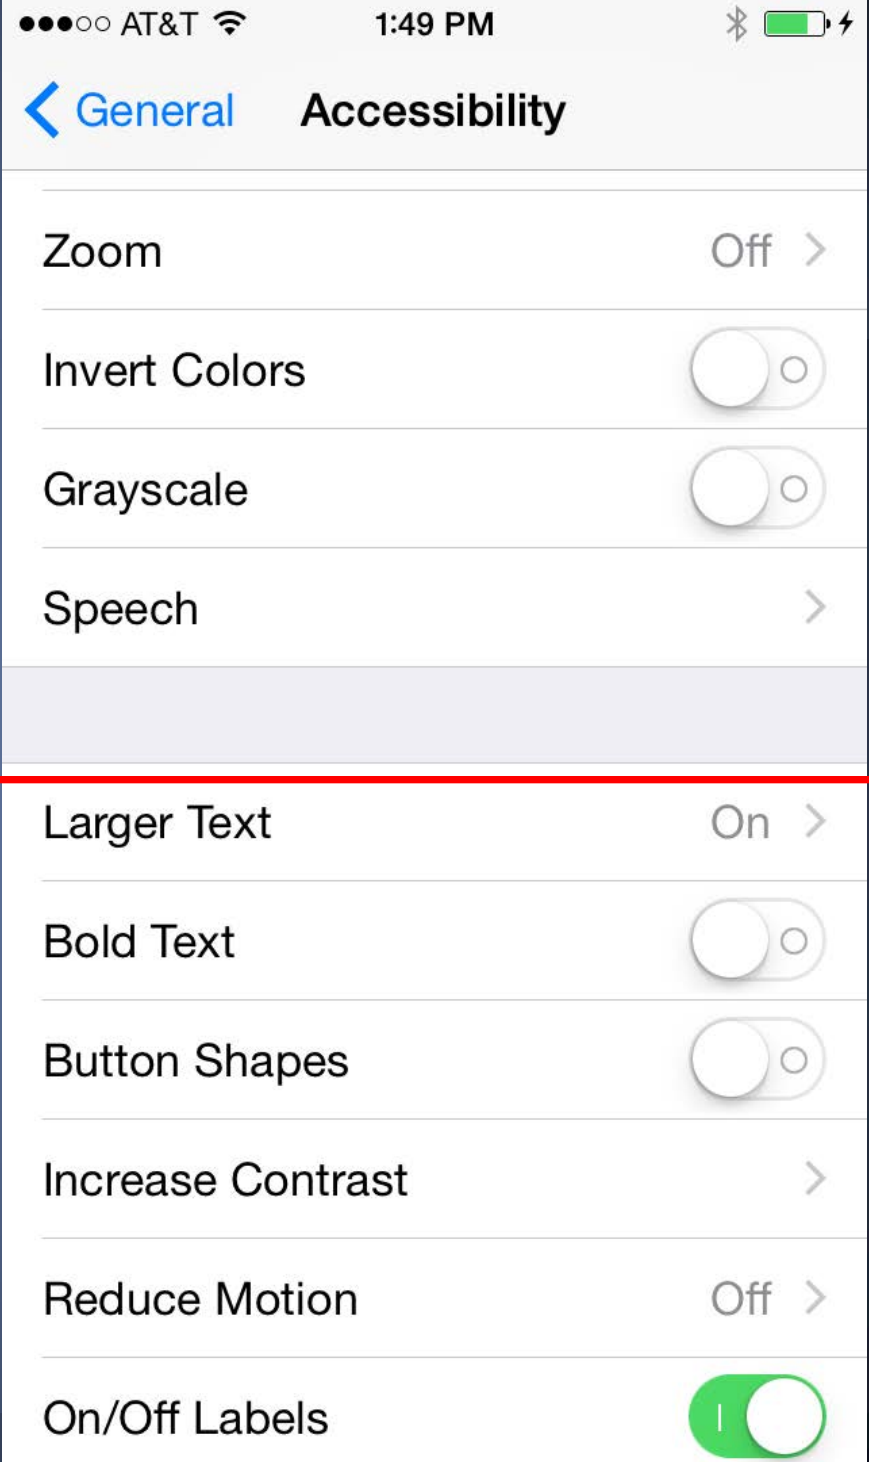 AT&T 1:49 PM
General Accessibility
Zoom Off
Invert Colors
Grayscale
Speech
Larger Text On
Bold Text
Button Shapes
Increase Contrast
Reduce Motion Off
On/Off Labels